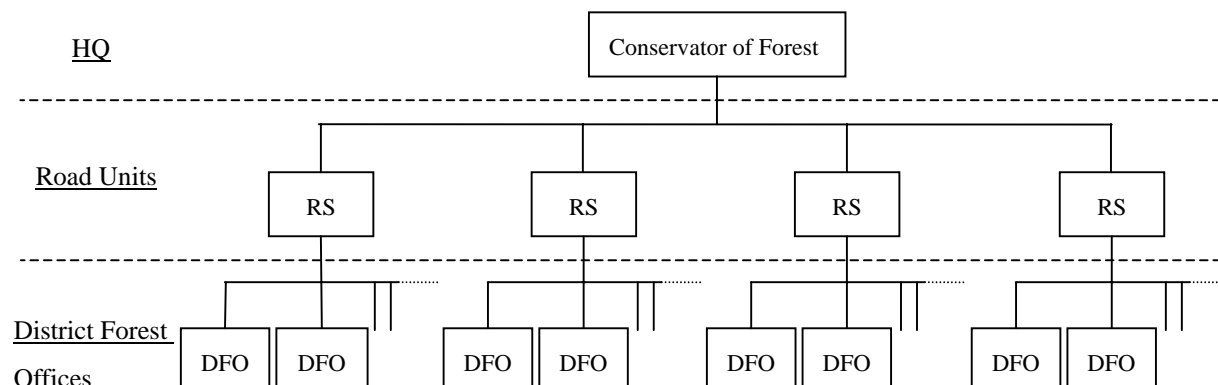 HQ
Conservator of Forest
Road Units
RS RS RS RS
District Forest
DFO DFO DFO DFO DFO DFO DFO DFO
Offices